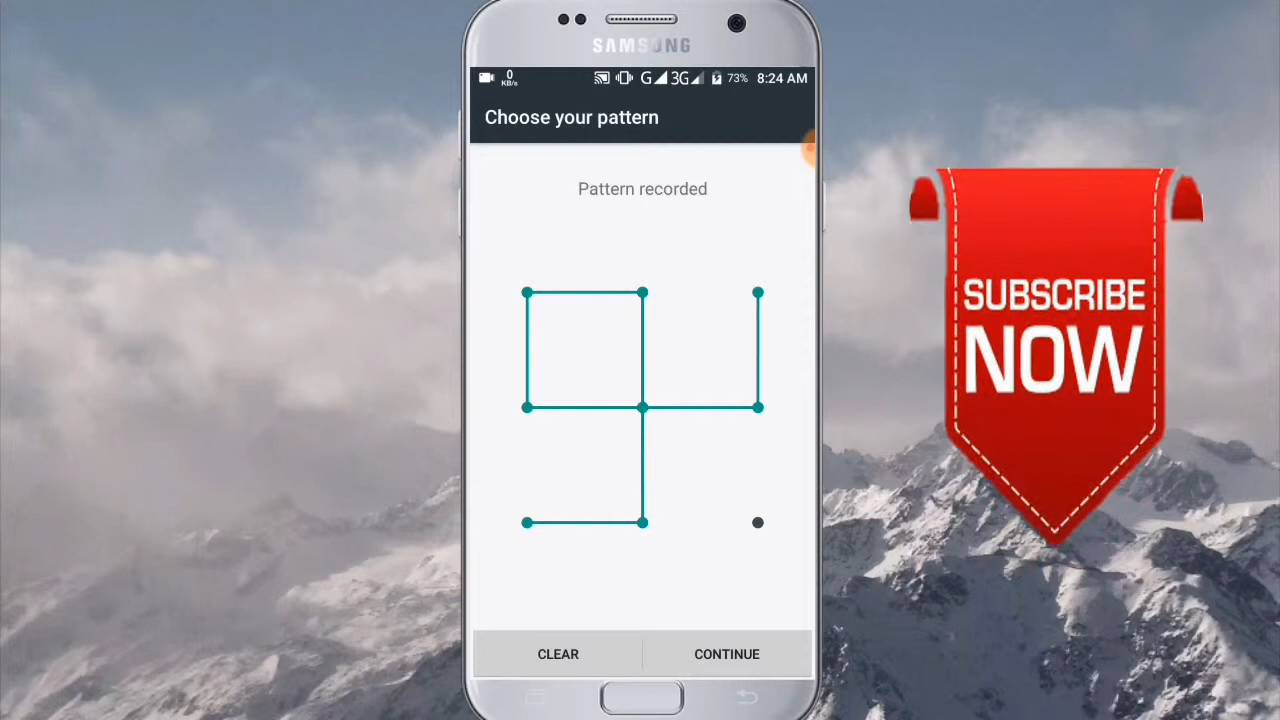 SAMSUNG
0
KB/s
G 3G 73% 8:24 AM
Choose your pattern
Pattern recorded
SUBSCRIBE
NOW
CLEAR CONTINUE